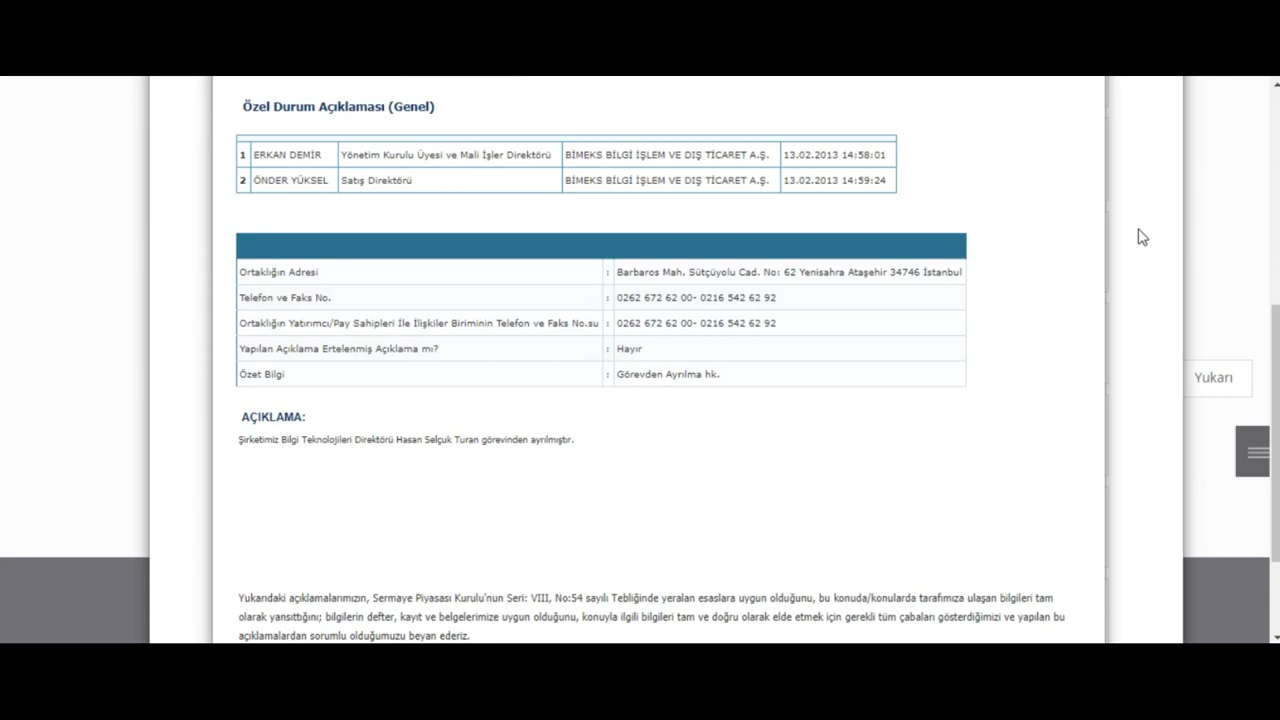 Özel Durum Açıklaması (Genel)
1 ERKAN DEMİR Yönetim Kurulu Üyesi ve Mali İşler Direktörü BİMEKS BİLGİ İŞLEM VE DIŞ TİCARET A.Ş. 13.02.2013 14:58:01
2 ÖNDER YÜKSEL Satış Direktörü BİMEKS BİLGİ İŞLEM VE DIŞ TİCARET A.Ş. 13.02.2013 14:59:24
Ortaklığın Adresi : Barbaros Mah. Sütçüyolu Cad. No: 62 Yenisahra Ataşehir 34746 İstanbul
Telefon ve Faks No. : 0262 672 62 00- 0216 542 62 92
Ortaklığın Yatırımcı/Pay Sahipleri İle İlişkiler Biriminin Telefon ve Faks No.su : 0262 672 62 00- 0216 542 62 92
Yapılan Açıklama Ertelenmiş Açıklama mı? : Hayır
Özet Bilgi : Görevden Ayrılma hk.
Yukarı
AÇIKLAMA:
Şirketimiz Bilgi Teknolojileri Direktörü Hasan Selçuk Turan görevinden ayrılmıştır.
Yukarıdaki açıklamalarımızın, Sermaye Piyasası Kurulu'nun Seri: VIII, No:54 sayılı Tebliğinde yeralan esaslara uygun olduğunu, bu konuda/konularda tarafımıza ulaşan bilgileri tam
olarak yansıttığını; bilgilerin defter, kayıt ve belgelerimize uygun olduğunu, konuyla ilgili bilgileri tam ve doğru olarak elde etmek için gerekli tüm çabaları gösterdiğimizi ve yapılan bu
açıklamalardan sorumlu olduğumuzu beyan ederiz.